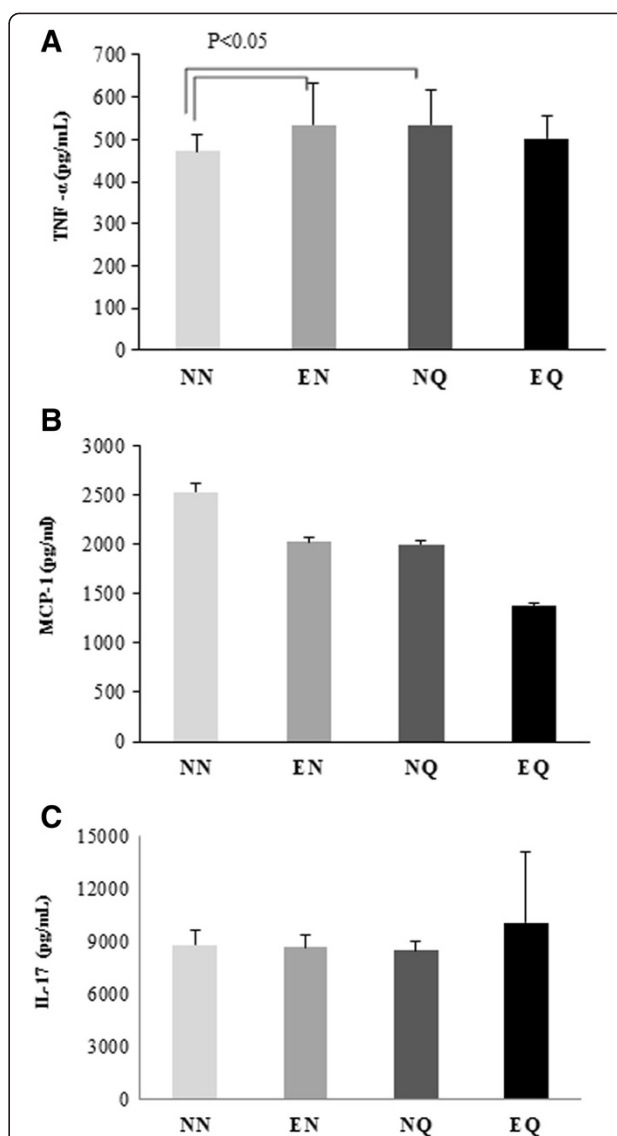 A
P<0.05
700
600
500
400
300
200
100
0
TNF -α (pg/mL)
NN EN NQ EQ
B
3000
2500
2000
1500
1000
500
0
MCP-1 (pg/ml)
NN EN NQ EQ
C
15000
12000
9000
6000
3000
0
IL-17 (pg/mL)
NN EN NQ EQ